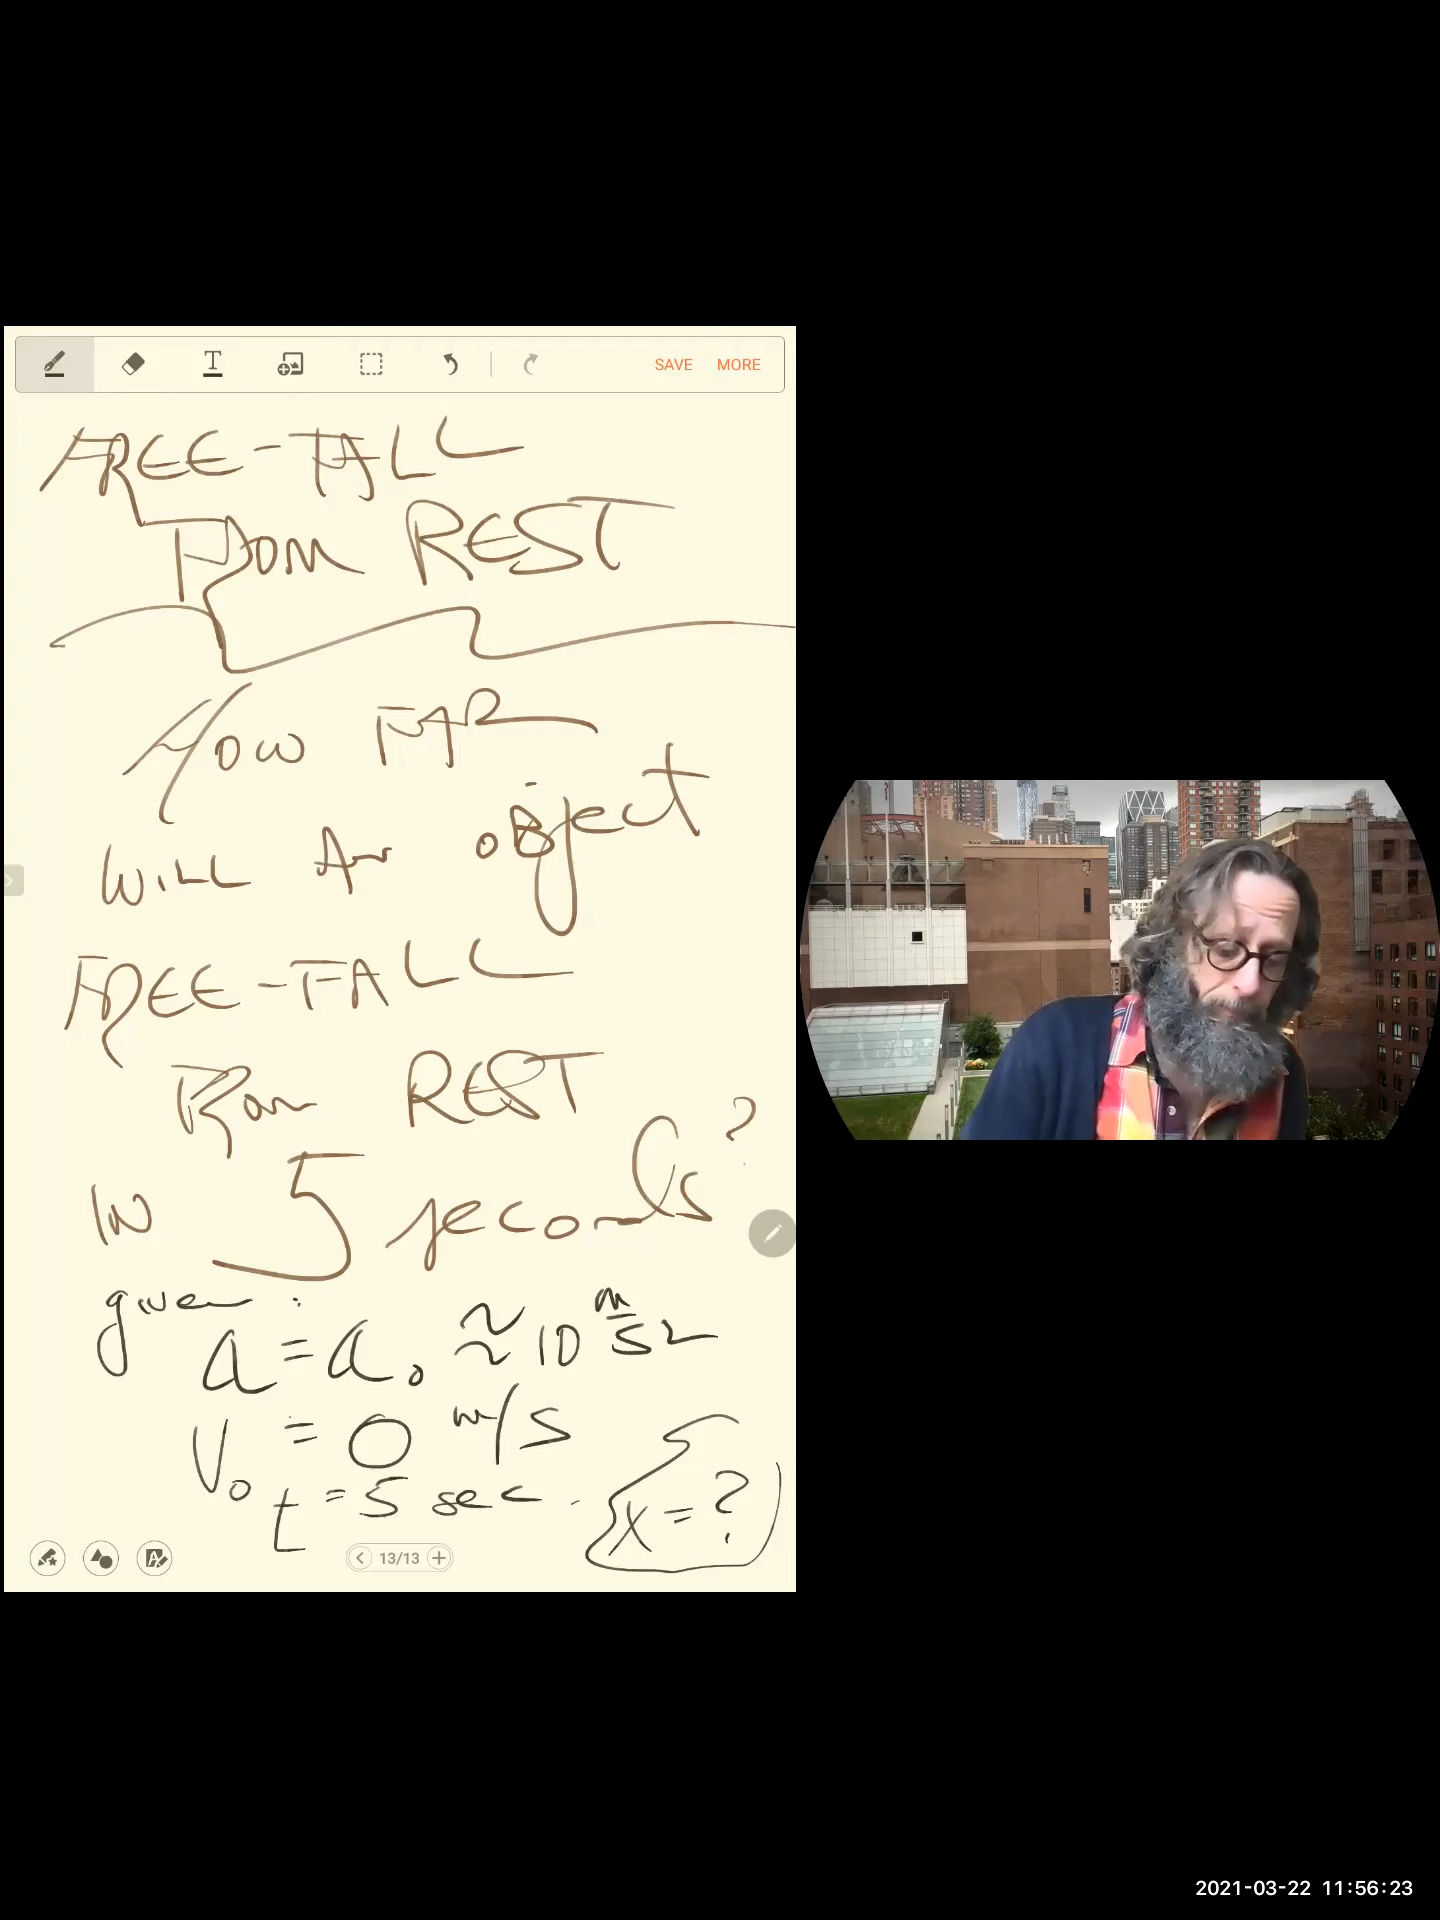 SAVE MORE
FREE-FALL
FROM REST
HOW FAR
WILL AN object
FREE-FALL
FROM REST
IN 5 seconds?
given:
a = a₀ ≈ 10 m/s2
V₀ = 0 m/s
t = 5 sec.
x = ?
13/13
2021-03-22 11:56:23